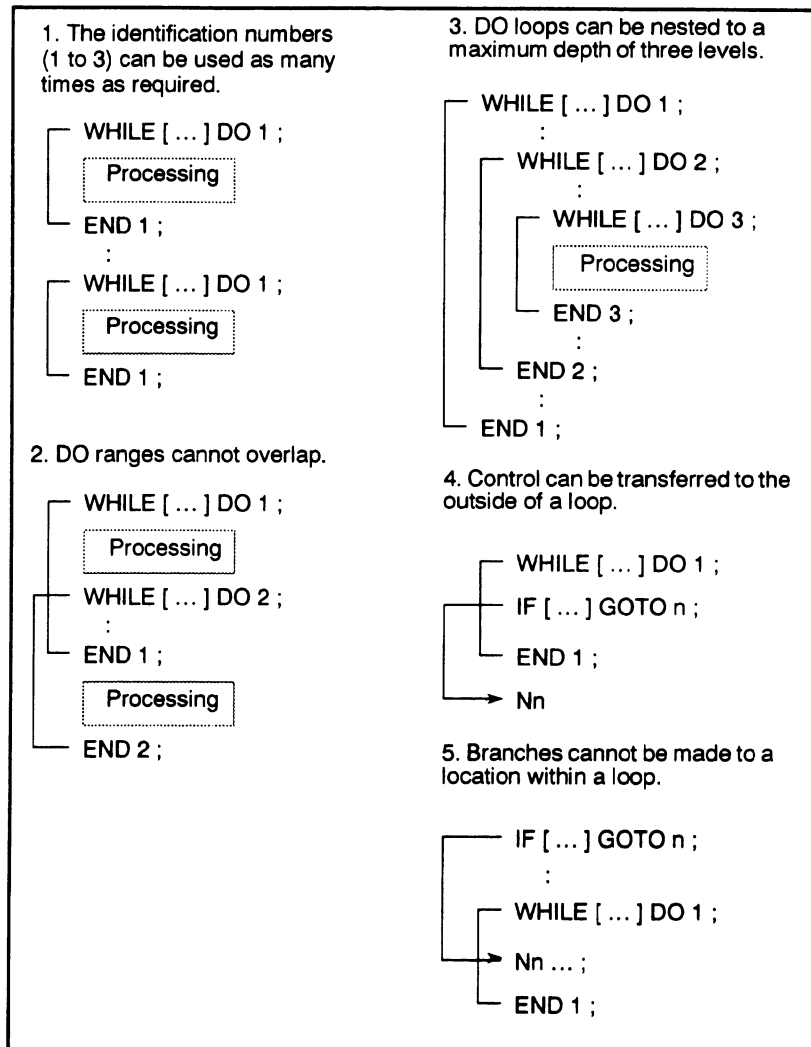 1. The identification numbers
(1 to 3) can be used as many
times as required.
WHILE [ ... ] DO 1 ;
Processing
END 1 ;
:
WHILE [ ... ] DO 1 ;
Processing
END 1 ;
2. DO ranges cannot overlap.
WHILE [ ... ] DO 1 ;
Processing
WHILE [ ... ] DO 2 ;
:
END 1 ;
Processing
END 2 ;
3. DO loops can be nested to a
maximum depth of three levels.
WHILE [ ... ] DO 1 ;
:
WHILE [ ... ] DO 2 ;
:
WHILE [ ... ] DO 3 ;
Processing
END 3 ;
:
END 2 ;
:
END 1 ;
4. Control can be transferred to the
outside of a loop.
WHILE [ ... ] DO 1 ;
IF [ ... ] GOTO n ;
END 1 ;
Nn
5. Branches cannot be made to a
location within a loop.
IF [ ... ] GOTO n ;
:
WHILE [ ... ] DO 1 ;
Nn ... ;
END 1 ;